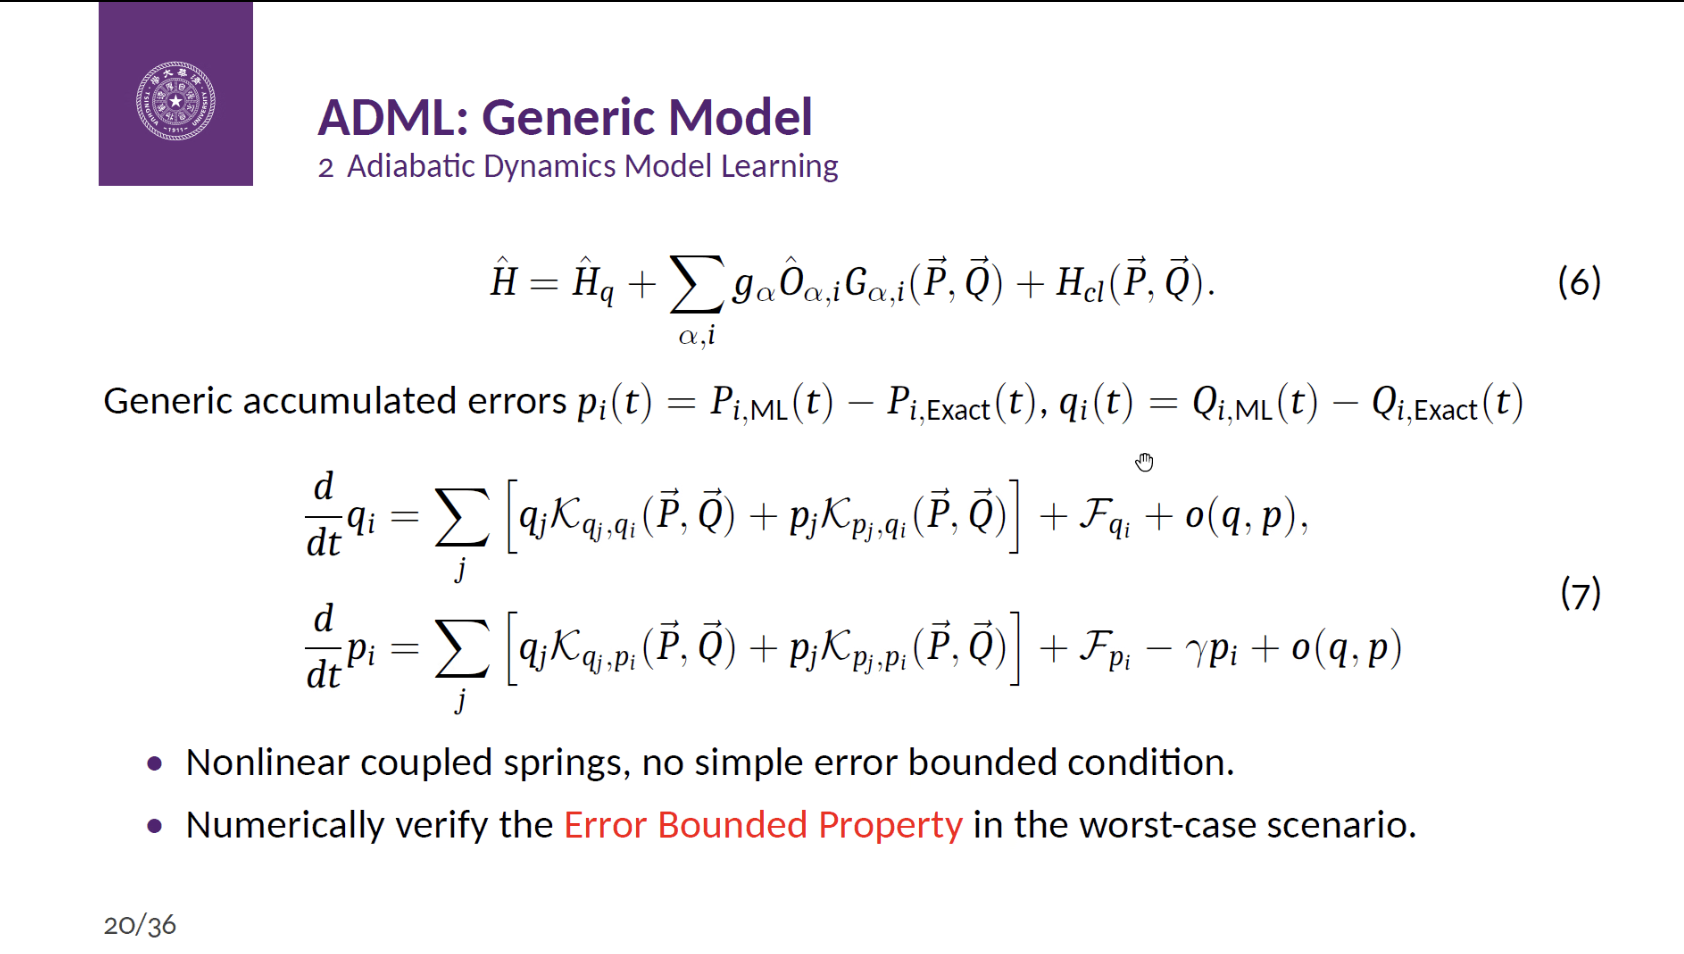 ADML: Generic Model
2 Adiabatic Dynamics Model Learning
$\hat{H} = \hat{H}_q + \sum_{\alpha,i} g_\alpha \hat{O}_{\alpha,i} G_{\alpha,i}(\vec{P}, \vec{Q}) + H_{cl}(\vec{P}, \vec{Q}).$ (6)
Generic accumulated errors $p_i(t) = P_{i,\text{ML}}(t) - P_{i,\text{Exact}}(t), q_i(t) = Q_{i,\text{ML}}(t) - Q_{i,\text{Exact}}(t)$
$\frac{d}{dt} q_i = \sum_j \left[ q_j \mathcal{K}_{q_j,q_i}(\vec{P}, \vec{Q}) + p_j \mathcal{K}_{p_j,q_i}(\vec{P}, \vec{Q}) \right] + \mathcal{F}_{q_i} + o(q, p),$
(7)
$\frac{d}{dt} p_i = \sum_j \left[ q_j \mathcal{K}_{q_j,p_i}(\vec{P}, \vec{Q}) + p_j \mathcal{K}_{p_j,p_i}(\vec{P}, \vec{Q}) \right] + \mathcal{F}_{p_i} - \gamma p_i + o(q, p)$
• Nonlinear coupled springs, no simple error bounded condition.
• Numerically verify the Error Bounded Property in the worst-case scenario.
20/36